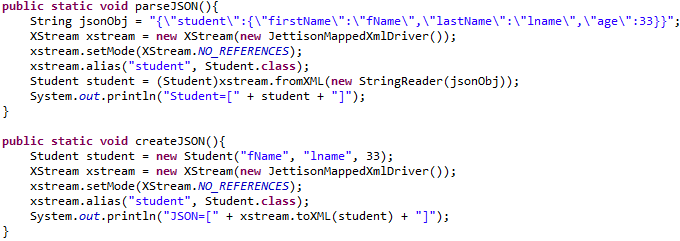 public static void parseJSON(){
    String jsonObj = "{\"student\":{\"firstName\":\"fName\",\"lastName\":\"lname\",\"age\":33}}";
    XStream xstream = new XStream(new JettisonMappedXmlDriver());
    xstream.setMode(XStream.NO_REFERENCES);
    xstream.alias("student", Student.class);
    Student student = (Student)xstream.fromXML(new StringReader(jsonObj));
    System.out.println("Student=[" + student + "]");
}

public static void createJSON(){
    Student student = new Student("fName", "lname", 33);
    XStream xstream = new XStream(new JettisonMappedXmlDriver());
    xstream.setMode(XStream.NO_REFERENCES);
    xstream.alias("student", Student.class);
    System.out.println("JSON=[" + xstream.toXML(student) + "]");
}